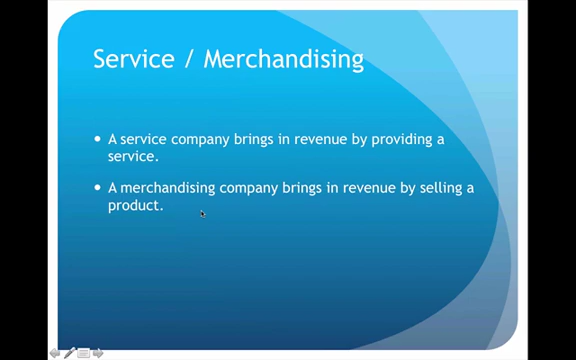 Service / Merchandising
• A service company brings in revenue by providing a
service.
• A merchandising company brings in revenue by selling a
product.